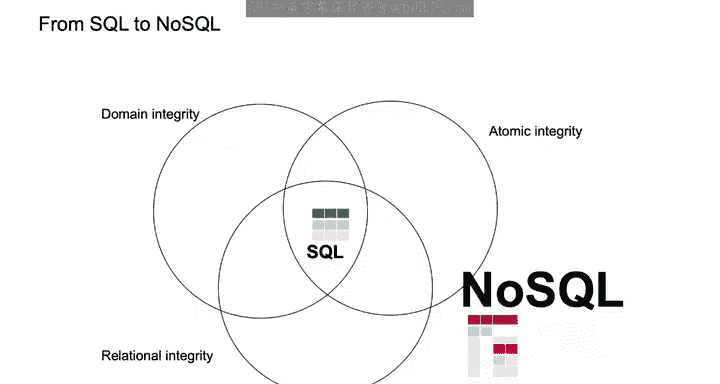 From SQL to NoSQL
Domain integrity
Atomic integrity
SQL
NoSQL
Relational integrity